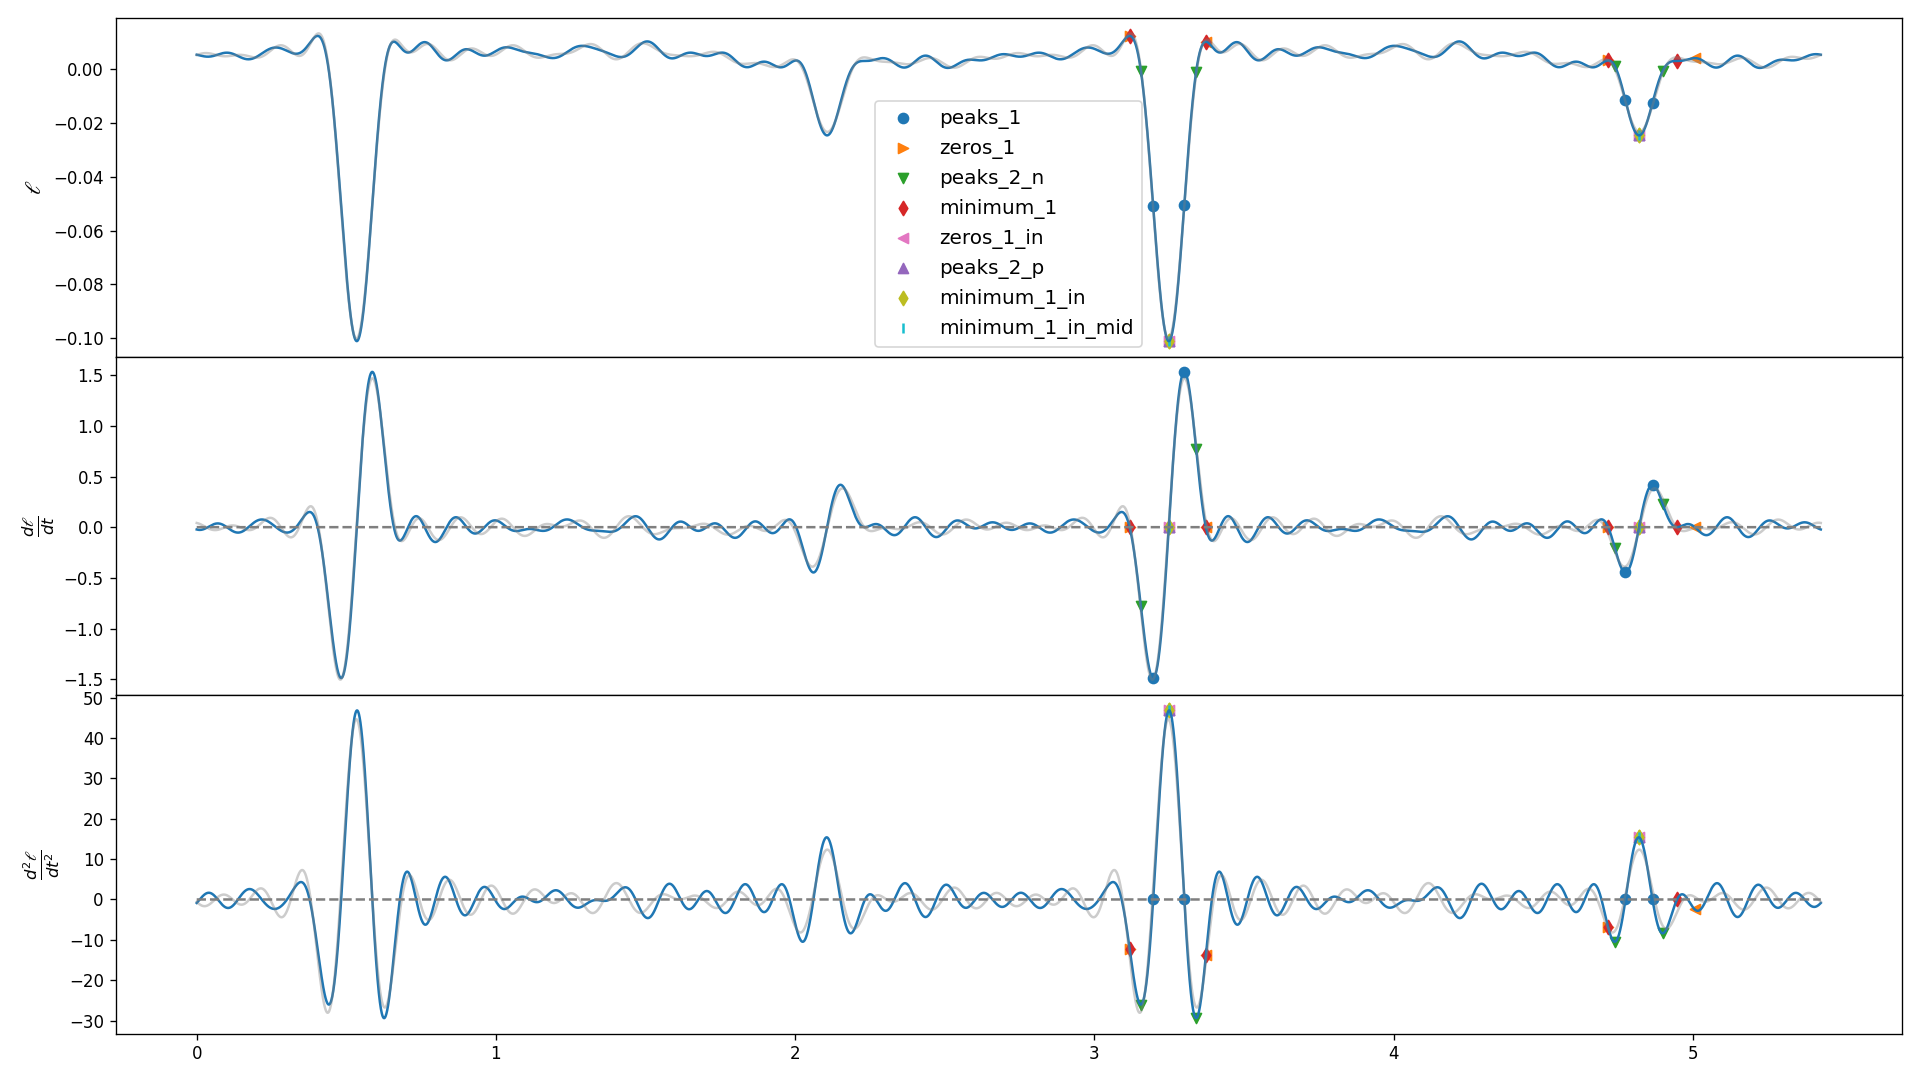 0.00
−0.02
−0.04
−0.06
−0.08
−0.10
ℓ
peaks_1
zeros_1
peaks_2_n
minimum_1
zeros_1_in
peaks_2_p
minimum_1_in
minimum_1_in_mid
1.5
1.0
0.5
0.0
−0.5
−1.0
−1.5
dℓ/dt
50
40
30
20
10
0
−10
−20
−30
d²ℓ/dt²
0 1 2 3 4 5